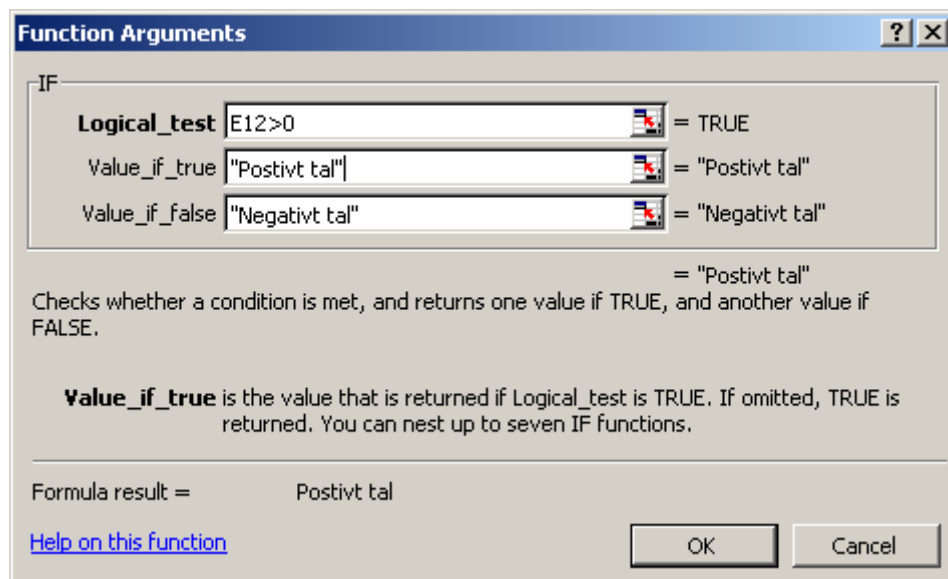 Function Arguments
IF
Logical_test E12>0 = TRUE
Value_if_true "Postivt tal" = "Postivt tal"
Value_if_false "Negativt tal" = "Negativt tal"
= "Postivt tal"
Checks whether a condition is met, and returns one value if TRUE, and another value if
FALSE.
Value_if_true is the value that is returned if Logical_test is TRUE. If omitted, TRUE is
returned. You can nest up to seven IF functions.
Formula result = Postivt tal
Help on this function OK Cancel